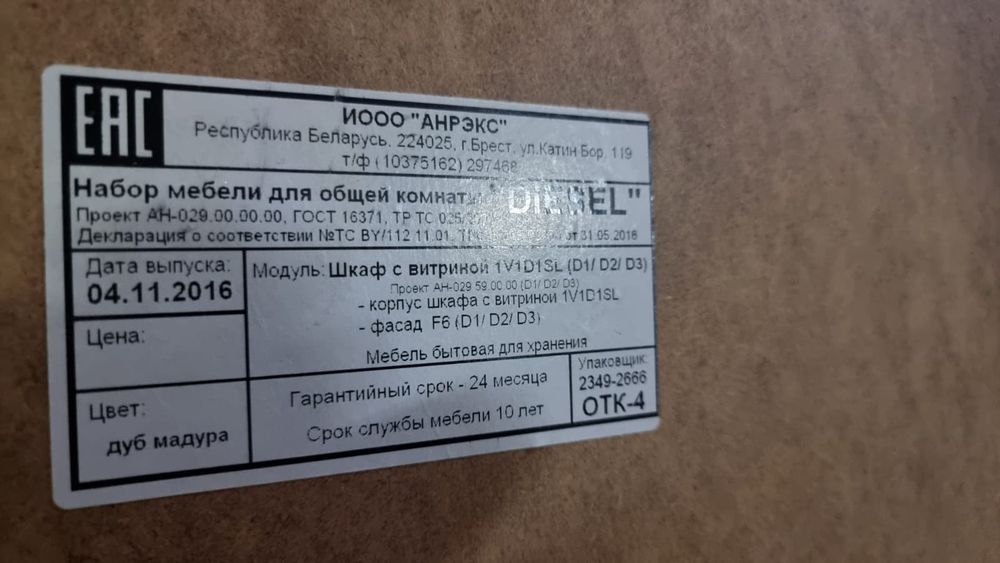 EAC
ИООО "АНРЭКС"
Республика Беларусь, 224025, г.Брест, ул.Катин Бор, 119
т/ф (10375162) 297468
Набор мебели для общей "DIESEL"
Проект АН-029.00.00.00, ГОСТ 16371, ТР ТС
Декларация о соответствии №ТС BY/112 11.01. от 31.05.2016
Дата выпуска:
04.11.2016
Модуль: Шкаф с витриной 1V1D1SL (D1/ D2/ D3)
Проект АН-029 59.00.00 (D1/ D2/ D3)
- корпус шкафа с витриной 1V1D1SL
- фасад F6 (D1/ D2/ D3)
Мебель бытовая для хранения
Цена:
Цвет:
дуб мадура
Гарантийный срок - 24 месяца
Срок службы мебели 10 лет
Упаковщик:
2349-2666
ОТК-4